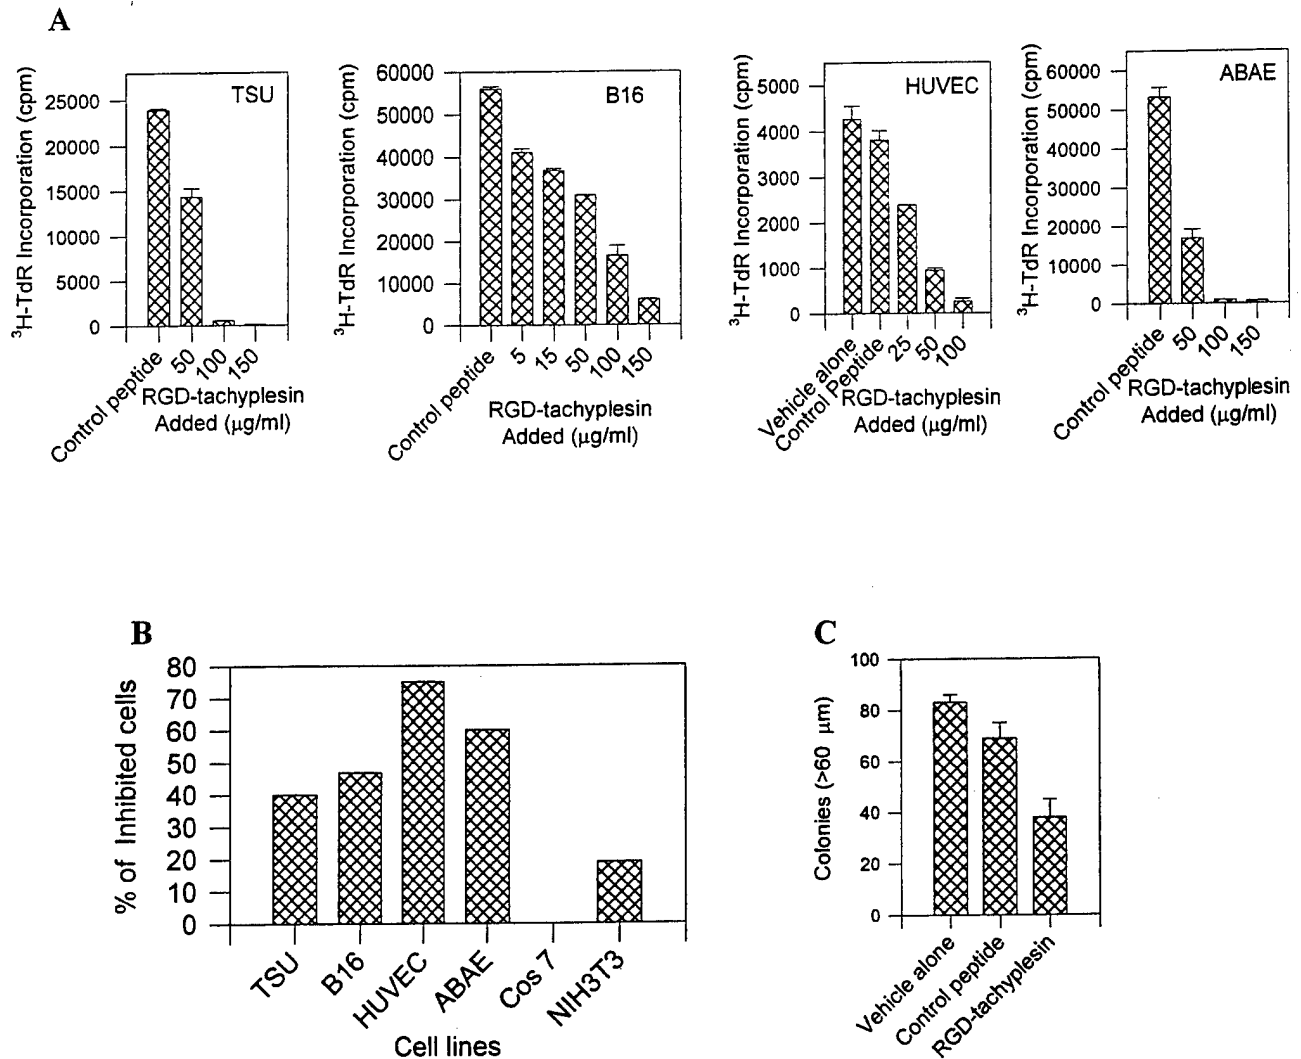 A
³H-TdR Incorporation (cpm)
25000
20000
15000
10000
5000
0
TSU
Control peptide
50
100
150
RGD-tachyplesin
Added (μg/ml)
³H-TdR Incorporation (cpm)
60000
50000
40000
30000
20000
10000
0
B16
Control peptide
5
15
50
100
150
RGD-tachyplesin
Added (μg/ml)
³H-TdR Incorporation (cpm)
5000
4000
3000
2000
1000
0
HUVEC
Vehicle alone
Control Peptide
25
50
100
RGD-tachyplesin
Added (μg/ml)
³H-TdR Incorporation (cpm)
60000
50000
40000
30000
20000
10000
0
ABAE
Control peptide
50
100
150
RGD-tachyplesin
Added (μg/ml)
B
% of Inhibited cells
80
70
60
50
40
30
20
10
0
TSU
B16
HUVEC
ABAE
Cos 7
NIH3T3
Cell lines
C
Colonies (>60 μm)
100
80
60
40
20
0
Vehicle alone
Control peptide
RGD-tachyplesin